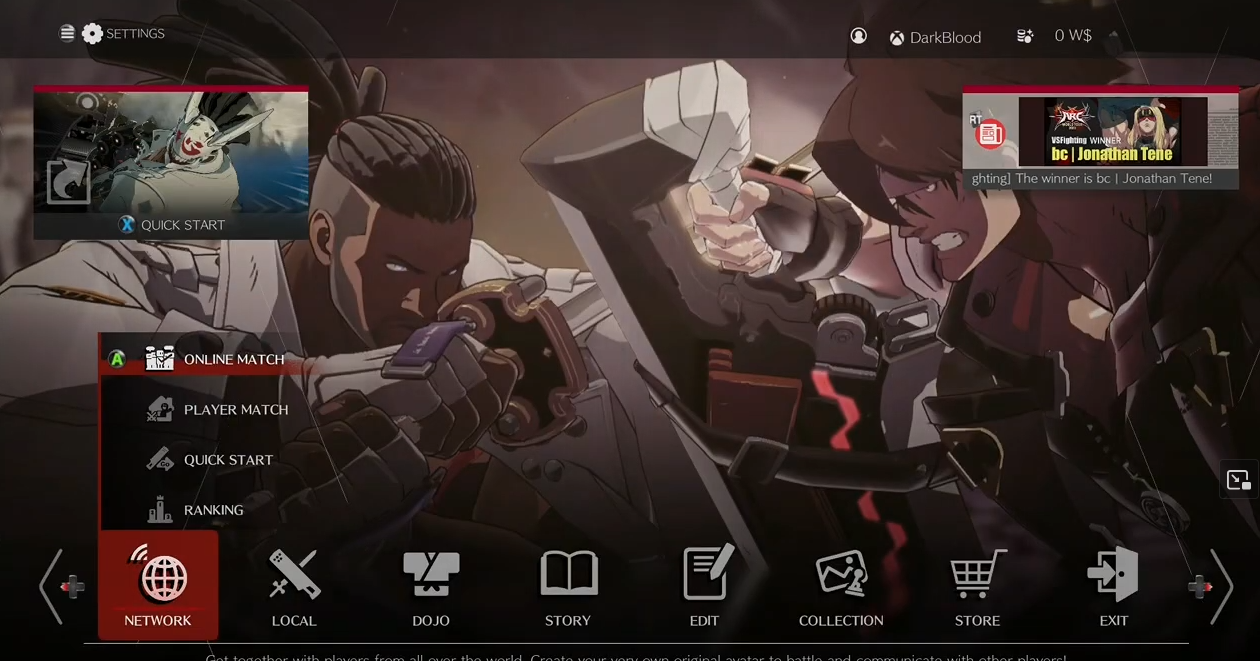 SETTINGS
DarkBlood
0 W$
X QUICK START
RT
ARC
VSFighting WINNER
bc | Jonathan Tene
ghting] The winner is bc | Jonathan Tene!
A ONLINE MATCH
PLAYER MATCH
QUICK START
RANKING
NETWORK
LOCAL
DOJO
STORY
EDIT
COLLECTION
STORE
EXIT
Get together with players from all over the world. Create your very own original avatar to battle and communicate with other players!